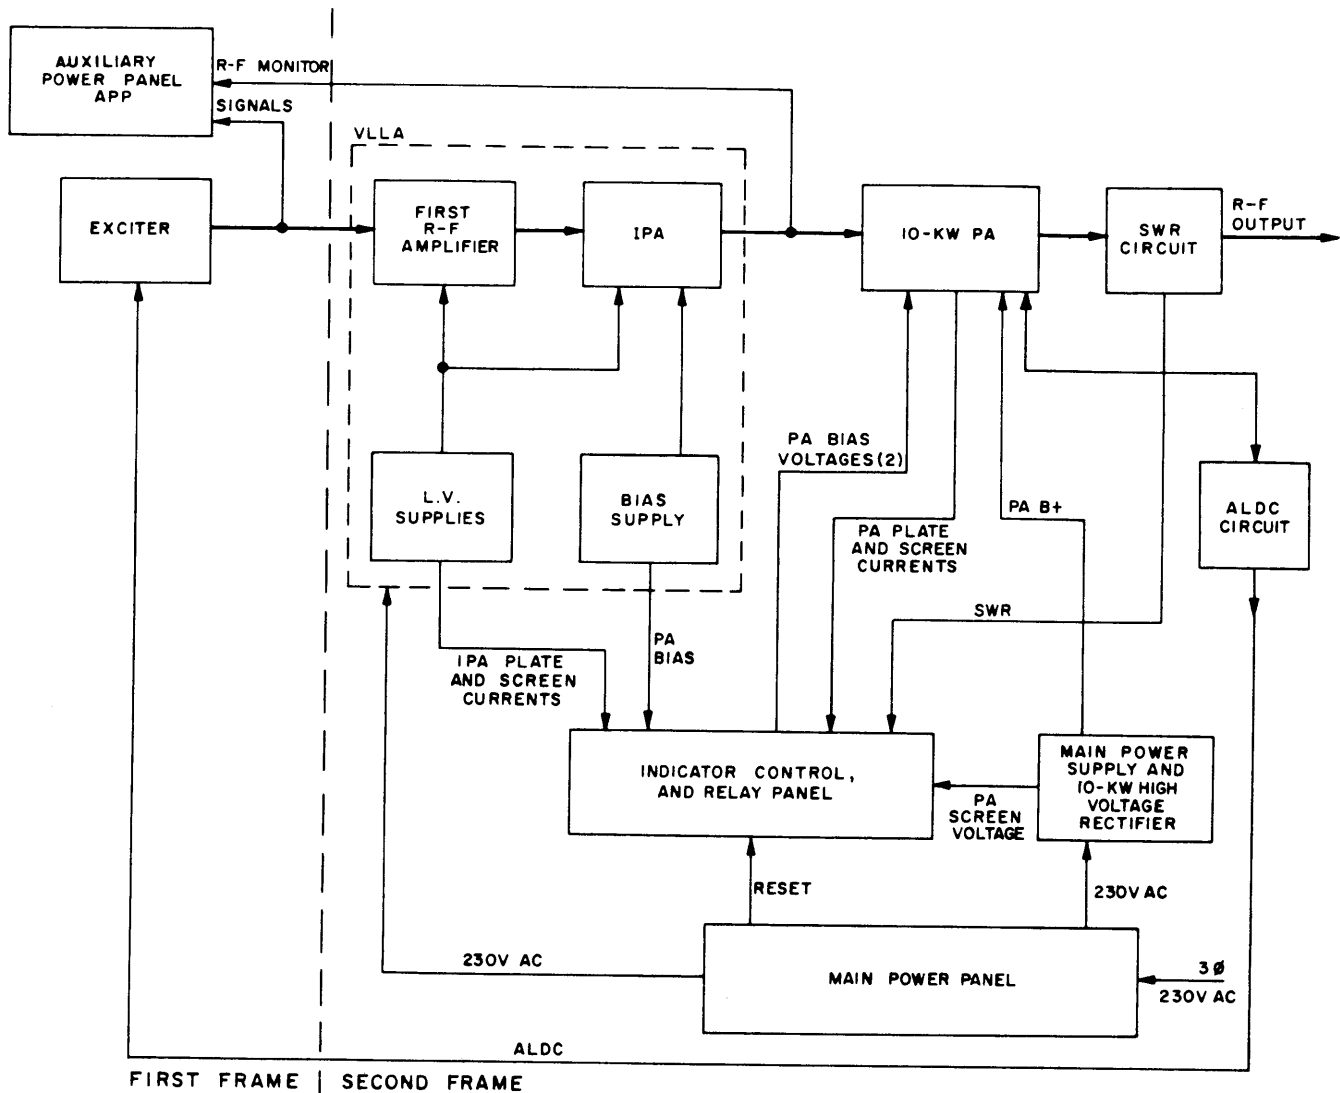 AUXILIARY
POWER PANEL
APP
R-F MONITOR
SIGNALS
VLLA
EXCITER
FIRST
R-F
AMPLIFIER
IPA
10-KW PA
SWR
CIRCUIT
R-F
OUTPUT
L.V.
SUPPLIES
BIAS
SUPPLY
PA BIAS
VOLTAGES(2)
PA PLATE
AND SCREEN
CURRENTS
PA B+
ALDC
CIRCUIT
SWR
IPA PLATE
AND SCREEN
CURRENTS
PA
BIAS
INDICATOR CONTROL,
AND RELAY PANEL
PA
SCREEN
VOLTAGE
MAIN POWER
SUPPLY AND
10-KW HIGH
VOLTAGE
RECTIFIER
RESET
230V AC
230V AC
MAIN POWER PANEL
3Ø
230V AC
ALDC
FIRST FRAME
SECOND FRAME